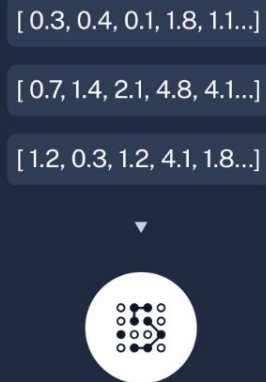 [ 0.3, 0.4, 0.1, 1.8, 1.1...]
[ 0.7, 1.4, 2.1, 4.8, 4.1...]
[ 1.2, 0.3, 1.2, 4.1, 1.8...]